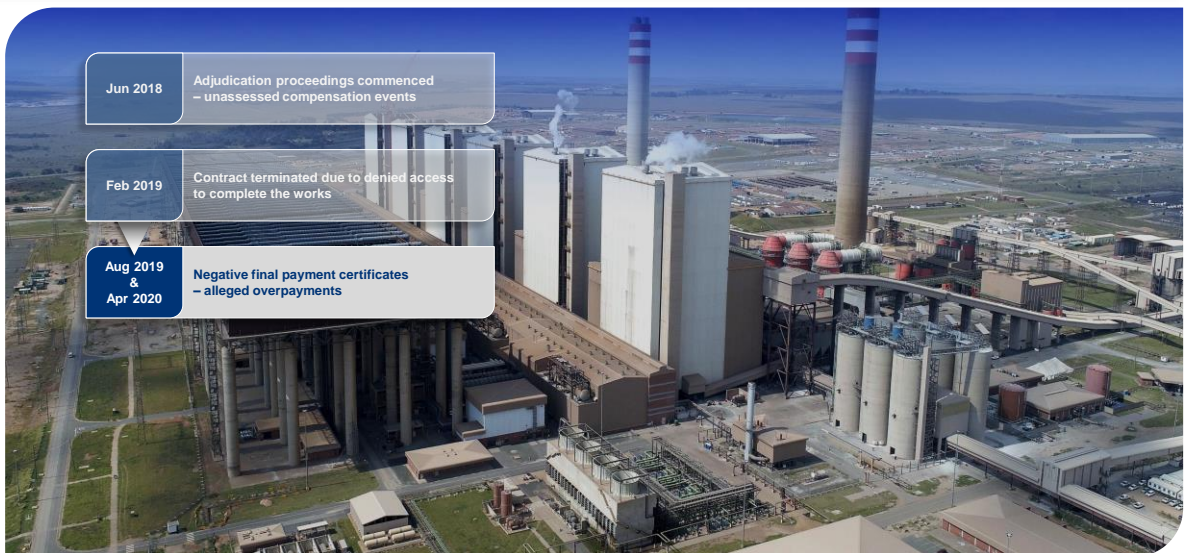 Jun 2018
Adjudication proceedings commenced
– unassessed compensation events
Feb 2019
Contract terminated due to denied access
to complete the works
Aug 2019
&
Apr 2020
Negative final payment certificates
– alleged overpayments